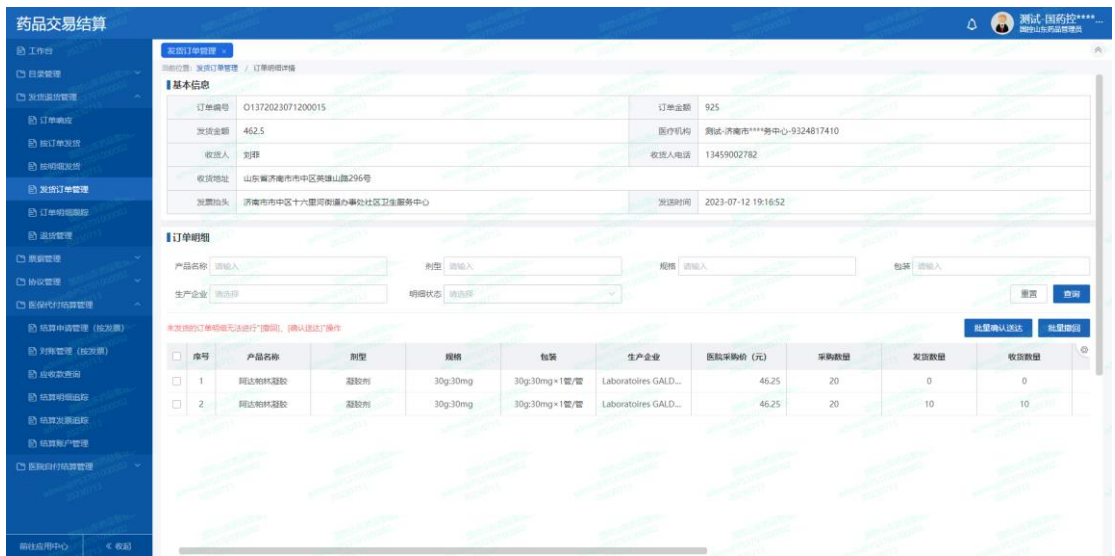 药品交易结算
测试-国药控****...
国控山东药品管理员
工作台
目录管理
发货退货管理
订单响应
按订单发货
按明细发货
发货订单管理
订单明细跟踪
退货管理
票据管理
协议管理
医保代付结算管理
结算申请管理（按发票）
对账管理（按发票）
应收款查询
结算明细追踪
结算发票追踪
结算账户管理
医院自付结算管理
前往应用中心
收起
发货订单管理 ×
当前位置: 发货订单管理 / 订单明细详情
基本信息
订单编号 O1372023071200015 订单金额 925
发货金额 462.5 医疗机构 测试-济南市****务中心-9324817410
收货人 刘菲 收货人电话 13459002782
收货地址 山东省济南市市中区英雄山路296号
发票抬头 济南市市中区十六里河街道办事处社区卫生服务中心 发送时间 2023-07-12 19:16:52
订单明细
产品名称 请输入 剂型 请输入 规格 请输入 包装 请输入
生产企业 请选择 明细状态 请选择 重置 查询
未发货的订单明细无法进行"[撤回]、[确认送达]"操作 批量确认送达 批量撤回
序号 产品名称 剂型 规格 包装 生产企业 医院采购价（元） 采购数量 发货数量 收货数量
1 阿达帕林凝胶 凝胶剂 30g:30mg 30g:30mg×1管/管 Laboratoires GALD... 46.25 20 0 0
2 阿达帕林凝胶 凝胶剂 30g:30mg 30g:30mg×1管/管 Laboratoires GALD... 46.25 20 10 10